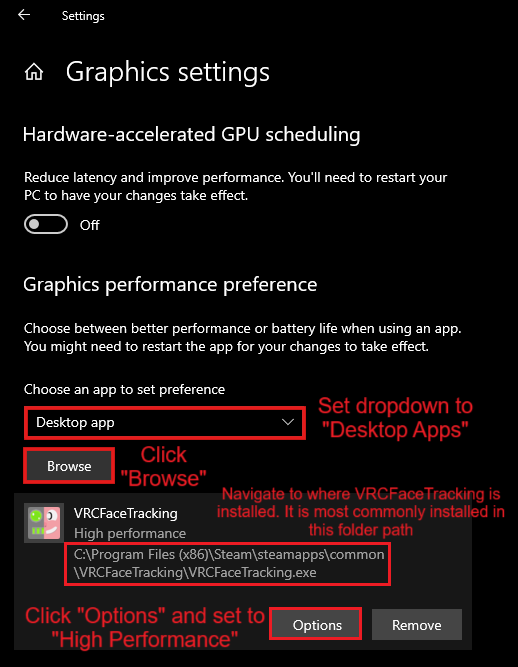 Settings
Graphics settings
Hardware-accelerated GPU scheduling
Reduce latency and improve performance. You'll need to restart your
PC to have your changes take effect.
Off
Graphics performance preference
Choose between better performance or battery life when using an app.
You might need to restart the app for your changes to take effect.
Choose an app to set preference
Desktop app
Set dropdown to
"Desktop Apps"
Browse
Click
"Browse"
VRCFaceTracking
High performance
C:\Program Files (x86)\Steam\steamapps\common
\VRCFaceTracking\VRCFaceTracking.exe
Navigate to where VRCFaceTracking is
installed. It is most commonly installed in
this folder path
Click "Options" and set to
"High Performance"
Options
Remove